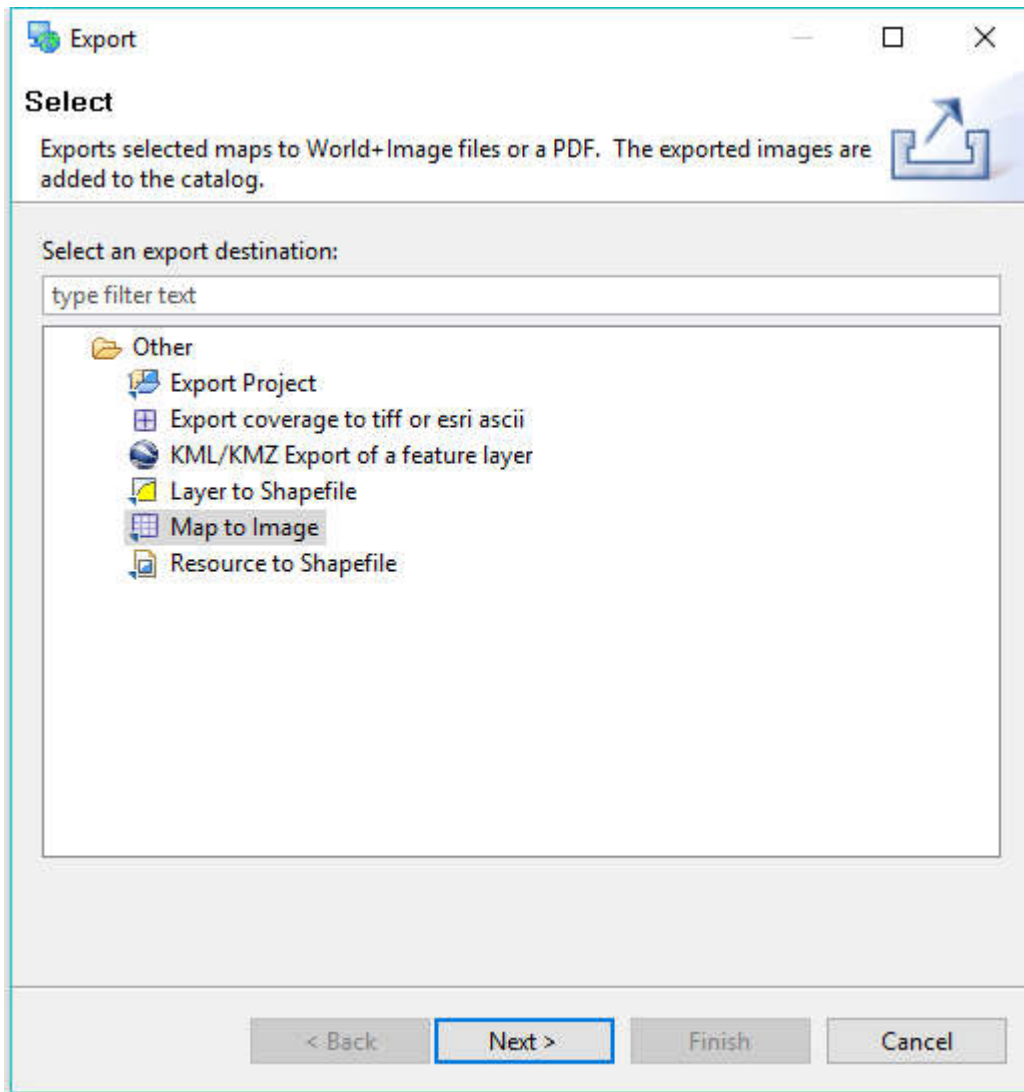 Export
Select
Exports selected maps to World+Image files or a PDF.  The exported images are
added to the catalog.
Select an export destination:
type filter text
Other
Export Project
Export coverage to tiff or esri ascii
KML/KMZ Export of a feature layer
Layer to Shapefile
Map to Image
Resource to Shapefile
< Back Next > Finish Cancel